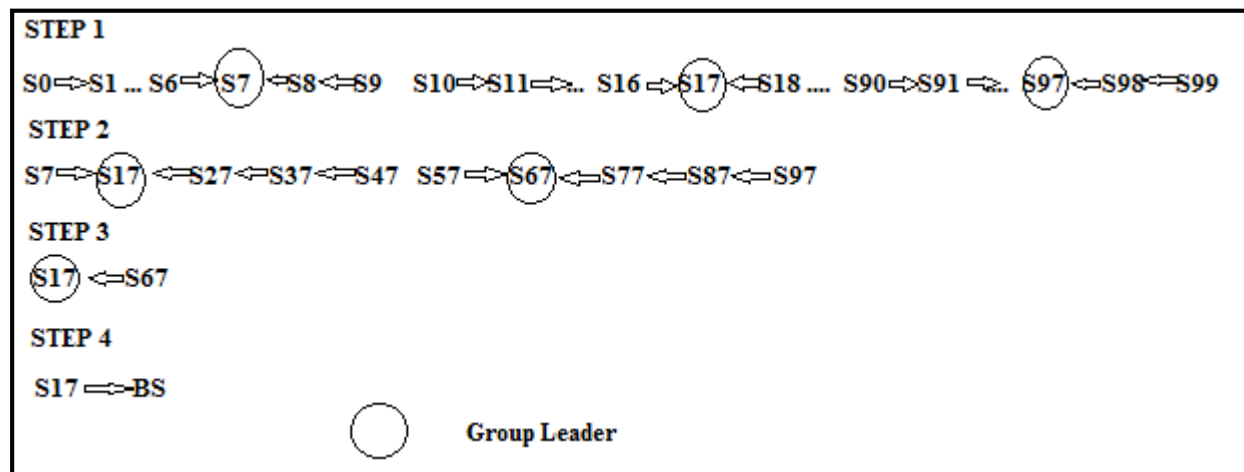 STEP 1
S0⇨S1 ... S6⇨S7⇦S8⇦S9 S10⇨S11⇨... S16⇨S17⇦S18 .... S90⇨S91⇨... S97⇦S98⇦S99
STEP 2
S7⇨S17⇦S27⇦S37⇦S47 S57⇨S67⇦S77⇦S87⇦S97
STEP 3
S17⇦S67
STEP 4
S17⇨BS
Group Leader